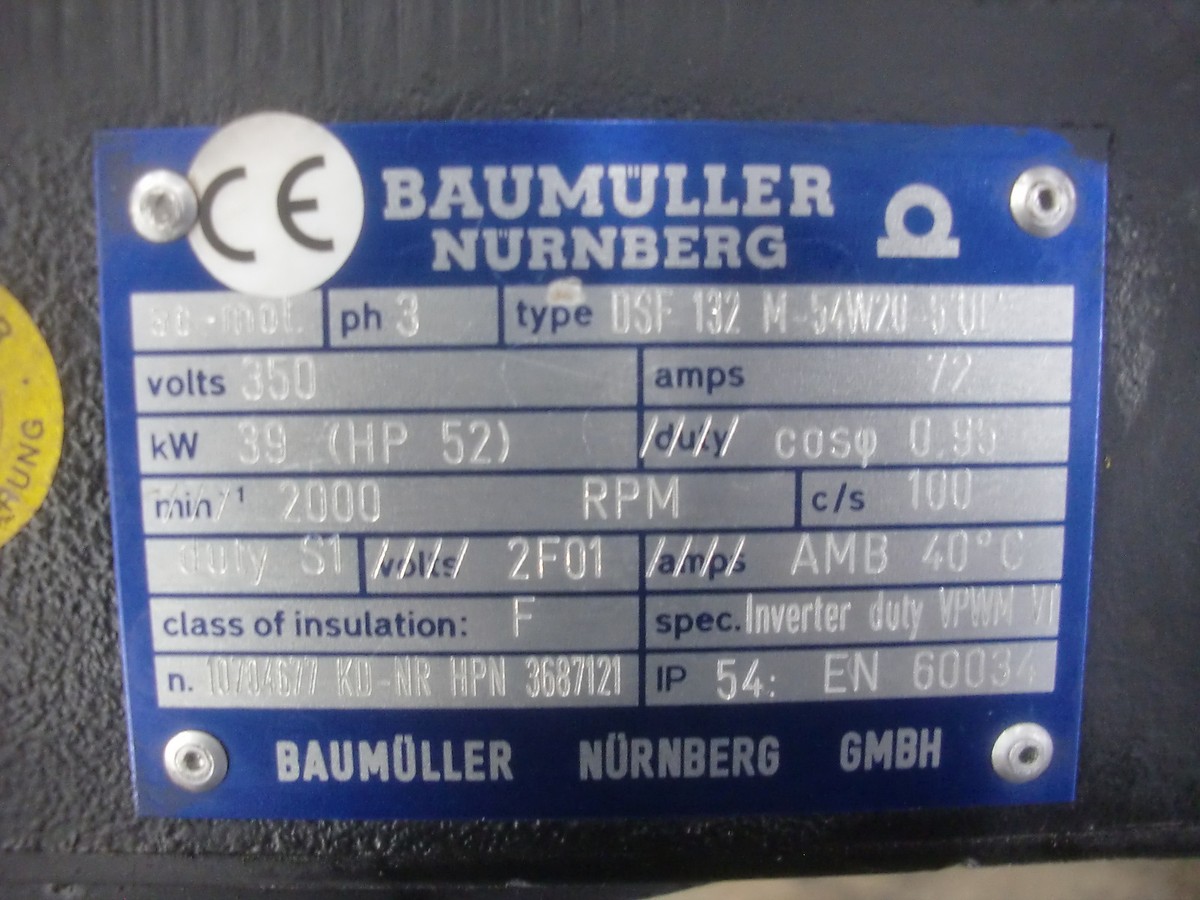 CE
BAUMÜLLER
NÜRNBERG
ph 3 type DSF 132 M-54W20-5 UL
volts 350 amps 72
kW 39 (HP 52) duty cosφ 0.95
min⁻¹ 2000 RPM c/s 100
duty S1 volts 2F01 amps AMB 40°C
class of insulation: F spec. Inverter duty VPWM
n. 10704677 KD-NR HPN 3687121 IP 54: EN 60034
BAUMÜLLER NÜRNBERG GMBH